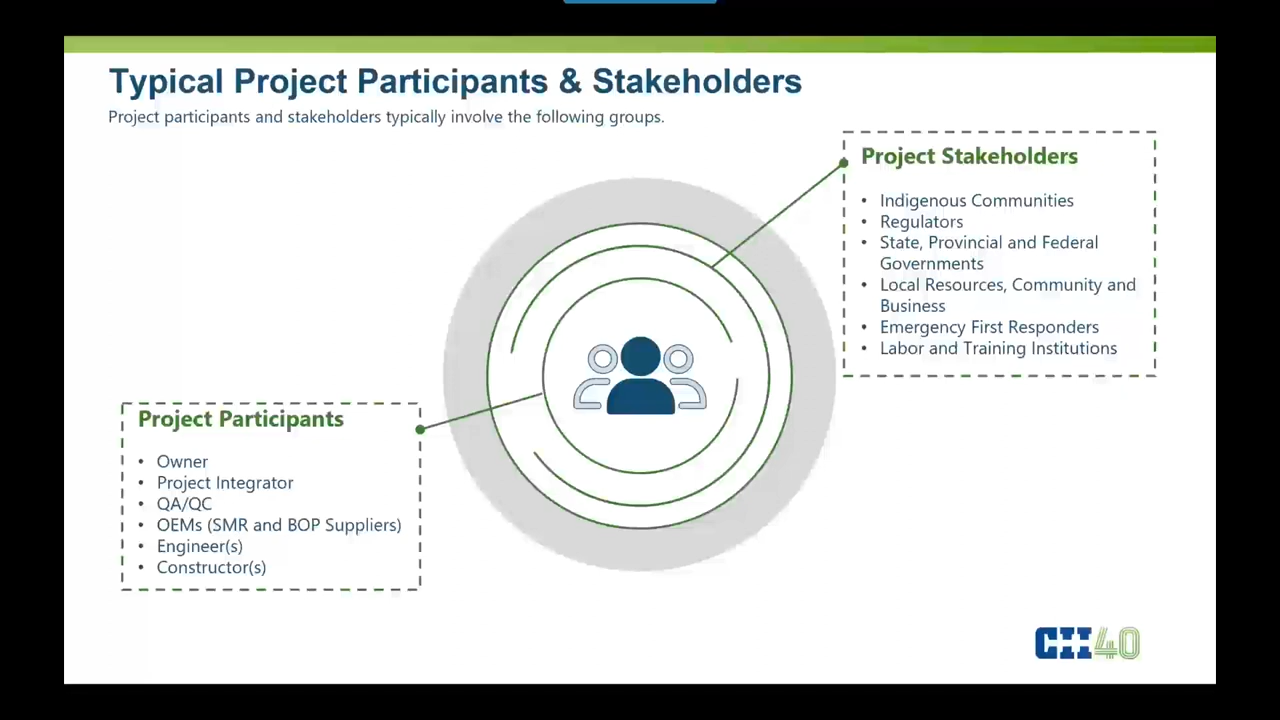 Typical Project Participants & Stakeholders
Project participants and stakeholders typically involve the following groups.
Project Stakeholders
• Indigenous Communities
• Regulators
• State, Provincial and Federal
Governments
• Local Resources, Community and
Business
• Emergency First Responders
• Labor and Training Institutions
Project Participants
• Owner
• Project Integrator
• QA/QC
• OEMs (SMR and BOP Suppliers)
• Engineer(s)
• Constructor(s)
CII40